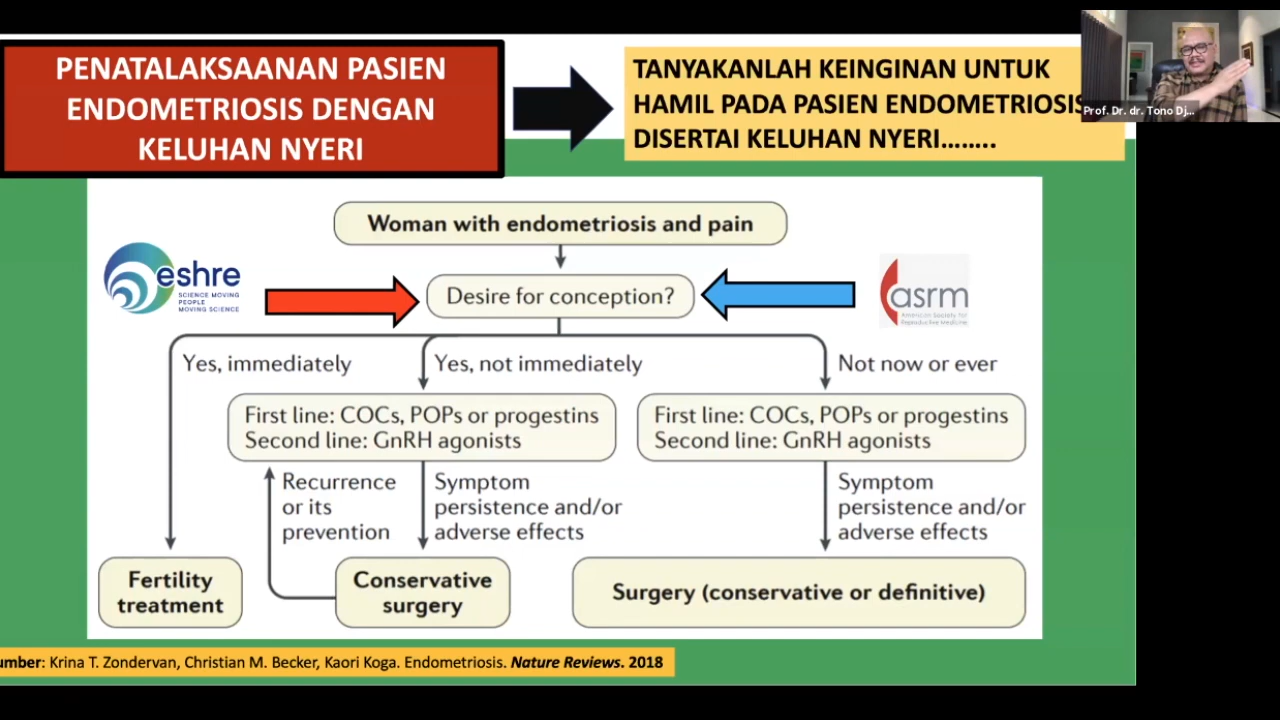 PENATALAKSAANAN PASIEN
ENDOMETRIOSIS DENGAN
KELUHAN NYERI
TANYAKANLAH KEINGINAN UNTUK
HAMIL PADA PASIEN ENDOMETRIOSIS
DISERTAI KELUHAN NYERI……..
Prof. Dr. dr. Tono Dj...
Woman with endometriosis and pain
eshre
SCIENCE MOVING
PEOPLE
MOVING SCIENCE
Desire for conception?
asrm
American Society for
Reproductive Medicine
Yes, immediately
Yes, not immediately
Not now or ever
First line: COCs, POPs or progestins
Second line: GnRH agonists
First line: COCs, POPs or progestins
Second line: GnRH agonists
Recurrence
or its
prevention
Symptom
persistence and/or
adverse effects
Symptom
persistence and/or
adverse effects
Fertility
treatment
Conservative
surgery
Surgery (conservative or definitive)
umber: Krina T. Zondervan, Christian M. Becker, Kaori Koga. Endometriosis. Nature Reviews. 2018